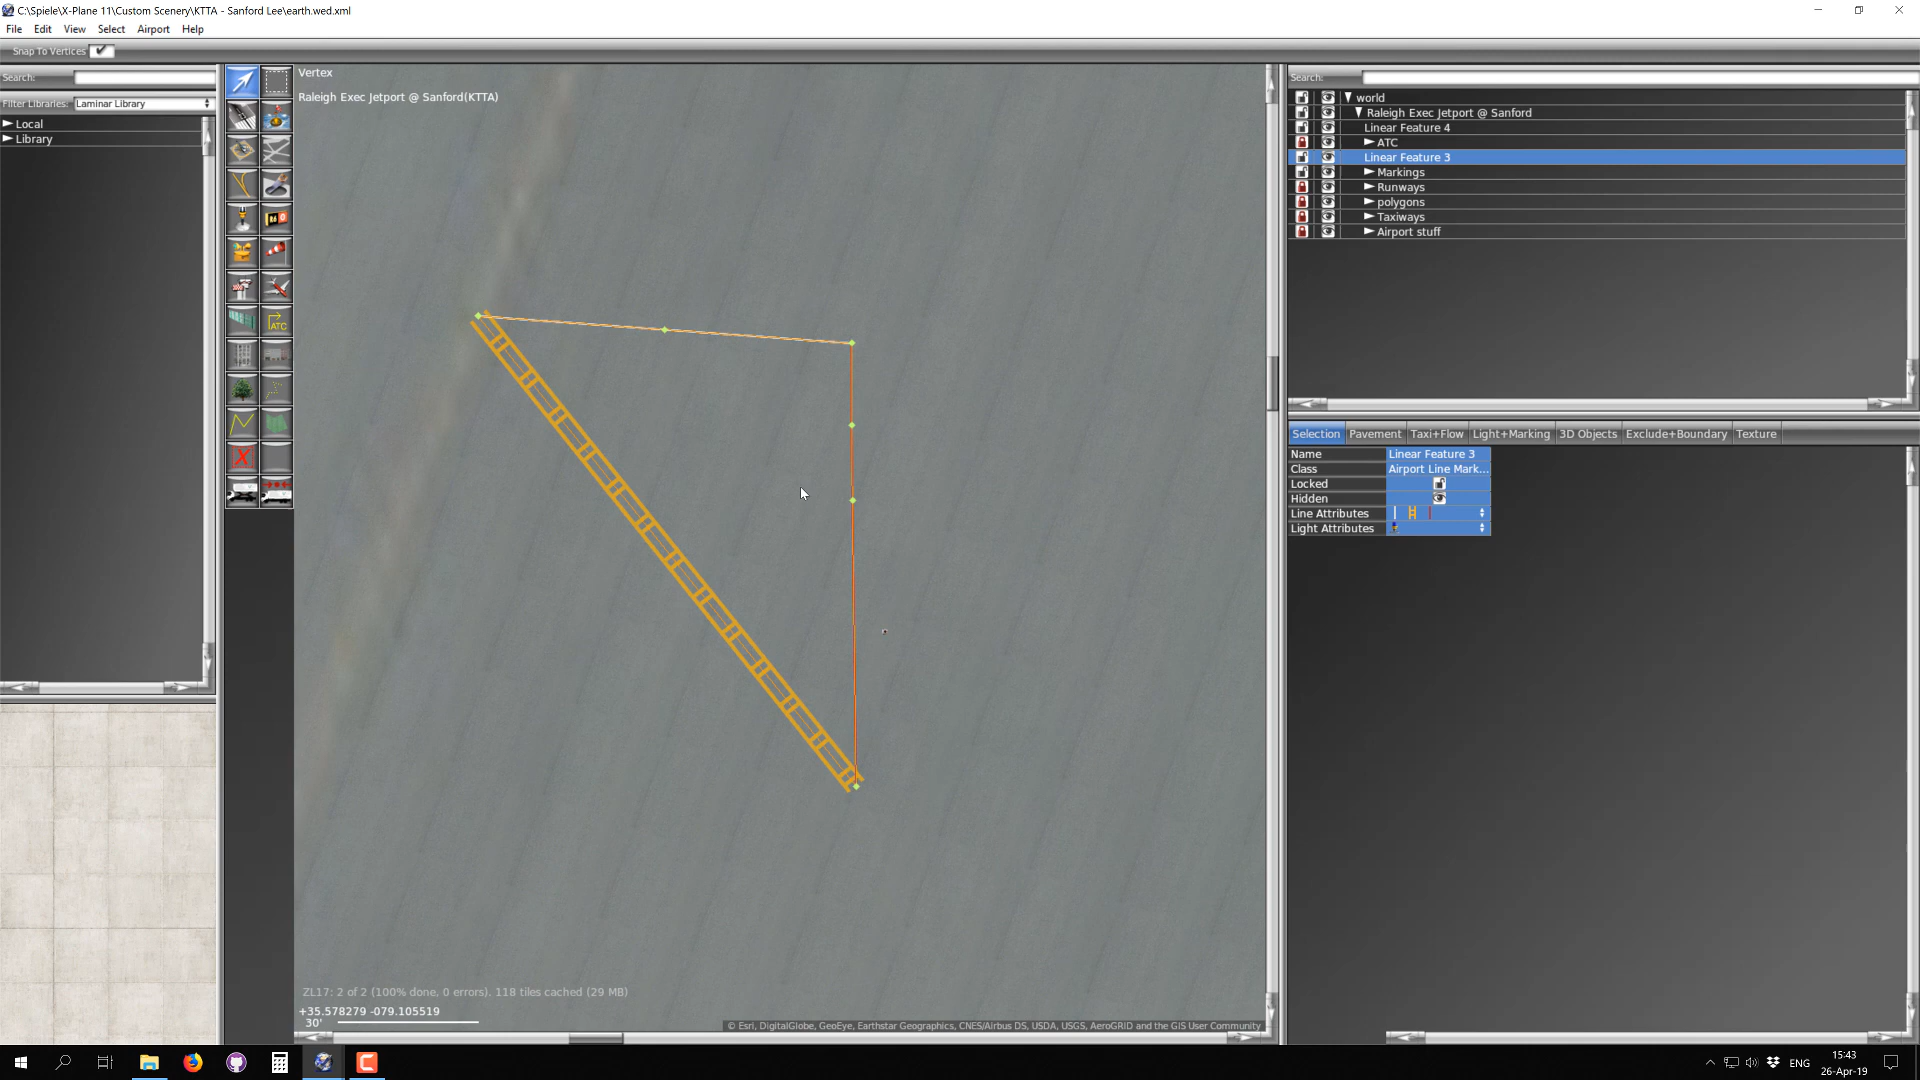 C:\Spiele\X-Plane 11\Custom Scenery\KTTA - Sanford Lee\earth.wed.xml
File Edit View Select Airport Help
Snap To Vertices
Search:
Filter Libraries: Laminar Library
Local
Library
Vertex
Raleigh Exec Jetport @ Sanford(KTTA)
ATC
ZL17: 2 of 2 (100% done, 0 errors). 118 tiles cached (29 MB)
+35.578279 -079.105519
30'
© Esri, DigitalGlobe, GeoEye, Earthstar Geographics, CNES/Airbus DS, USDA, USGS, AeroGRID and the GIS User Community
Search:
world
Raleigh Exec Jetport @ Sanford
Linear Feature 4
ATC
Linear Feature 3
Markings
Runways
polygons
Taxiways
Airport stuff
Selection Pavement Taxi+Flow Light+Marking 3D Objects Exclude+Boundary Texture
Name Linear Feature 3
Class Airport Line Mark...
Locked
Hidden
Line Attributes
Light Attributes
ENG
15:43
26-Apr-19